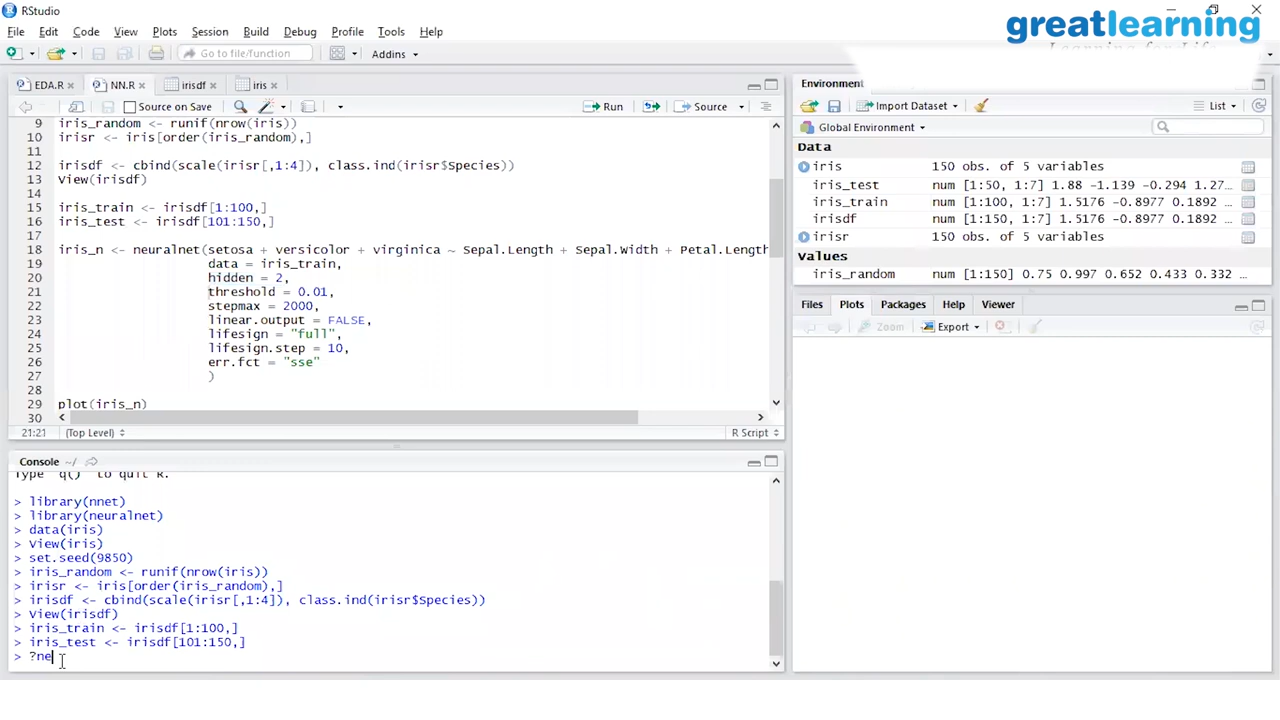 RStudio
greatlearning
Learning for Life
File Edit Code View Plots Session Build Debug Profile Tools Help
Go to file/function Addins
EDA.R NN.R irisdf iris
Source on Save Run Source
9 iris_random <- runif(nrow(iris))
10 irisr <- iris[order(iris_random),]
11
12 irisdf <- cbind(scale(irisr[,1:4]), class.ind(irisr$Species))
13 View(irisdf)
14
15 iris_train <- irisdf[1:100,]
16 iris_test <- irisdf[101:150,]
17
18 iris_n <- neuralnet(setosa + versicolor + virginica ~ Sepal.Length + Sepal.Width + Petal.Length
19 data = iris_train,
20 hidden = 2,
21 threshold = 0.01,
22 stepmax = 2000,
23 linear.output = FALSE,
24 lifesign = "full",
25 lifesign.step = 10,
26 err.fct = "sse"
27 )
28
29 plot(iris_n)
30
21:21 (Top Level) R Script
Console ~/
Type 'q()' to quit R.
> library(nnet)
> library(neuralnet)
> data(iris)
> View(iris)
> set.seed(9850)
> iris_random <- runif(nrow(iris))
> irisr <- iris[order(iris_random),]
> irisdf <- cbind(scale(irisr[,1:4]), class.ind(irisr$Species))
> View(irisdf)
> iris_train <- irisdf[1:100,]
> iris_test <- irisdf[101:150,]
> ?ne
Environment
Import Dataset List
Global Environment
Data
iris 150 obs. of 5 variables
iris_test num [1:50, 1:7] 1.88 -1.139 -0.294 1.27...
iris_train num [1:100, 1:7] 1.5176 -0.8977 0.1892 ...
irisdf num [1:150, 1:7] 1.5176 -0.8977 0.1892 ...
irisr 150 obs. of 5 variables
Values
iris_random num [1:150] 0.75 0.997 0.652 0.433 0.332 ...
Files Plots Packages Help Viewer
Zoom Export